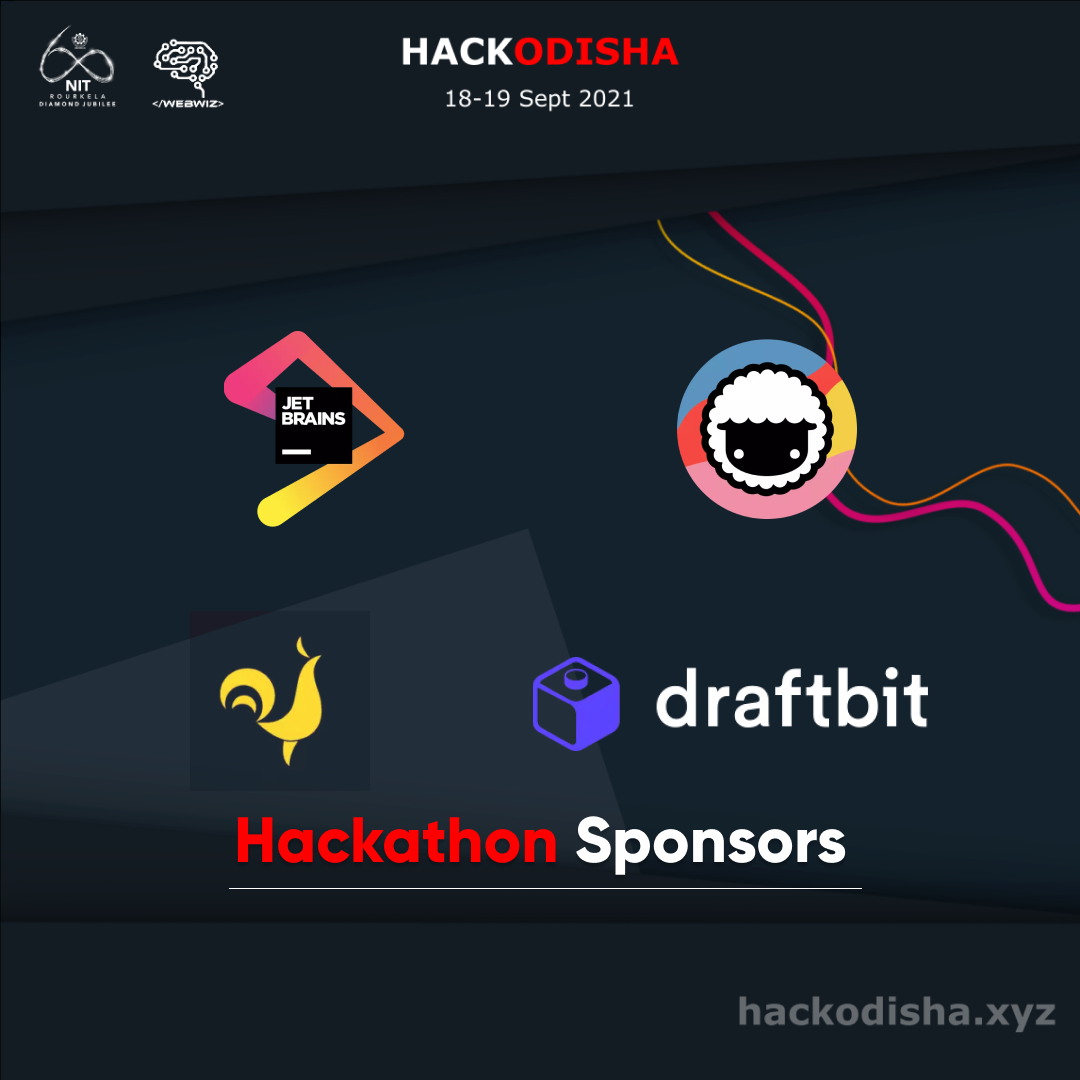 HACKODISHA
18-19 Sept 2021
NIT
ROURKELA
DIAMOND JUBILEE
</WEBWIZ>
JET
BRAINS
draftbit
Hackathon Sponsors
hackodisha.xyz